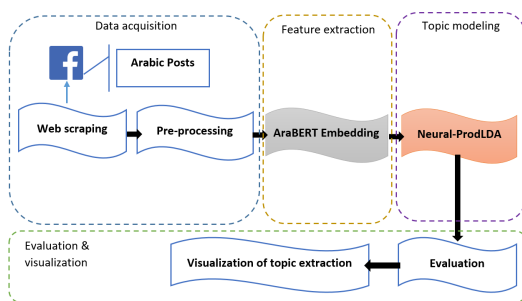 Data acquisition
Feature extraction
Topic modeling
Arabic Posts
Web scraping
Pre-processing
AraBERT Embedding
Neural-ProdLDA
Evaluation &
visualization
Visualization of topic extraction
Evaluation